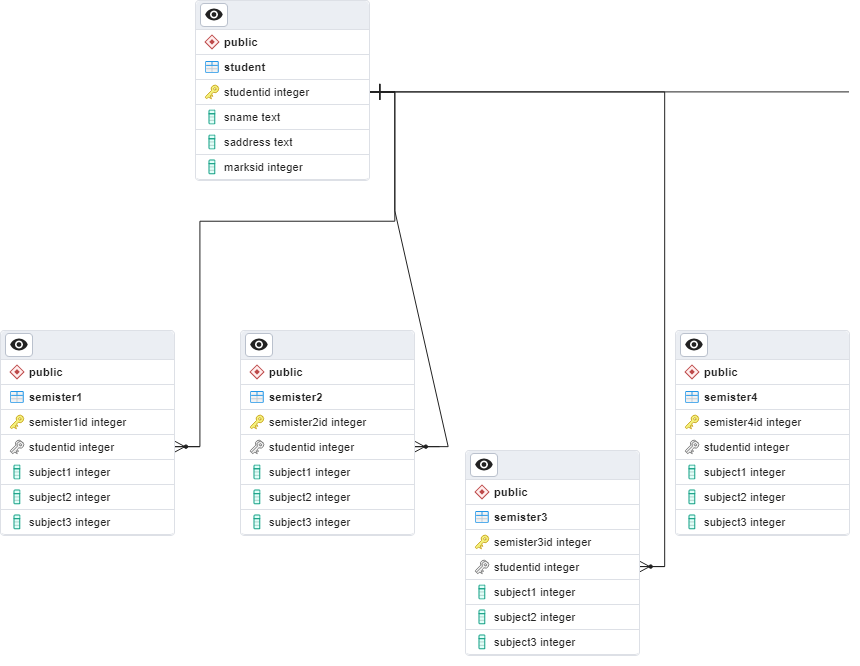 public
student
studentid integer
sname text
saddress text
marksid integer
public
semister1
semister1id integer
studentid integer
subject1 integer
subject2 integer
subject3 integer
public
semister2
semister2id integer
studentid integer
subject1 integer
subject2 integer
subject3 integer
public
semister3
semister3id integer
studentid integer
subject1 integer
subject2 integer
subject3 integer
public
semister4
semister4id integer
studentid integer
subject1 integer
subject2 integer
subject3 integer